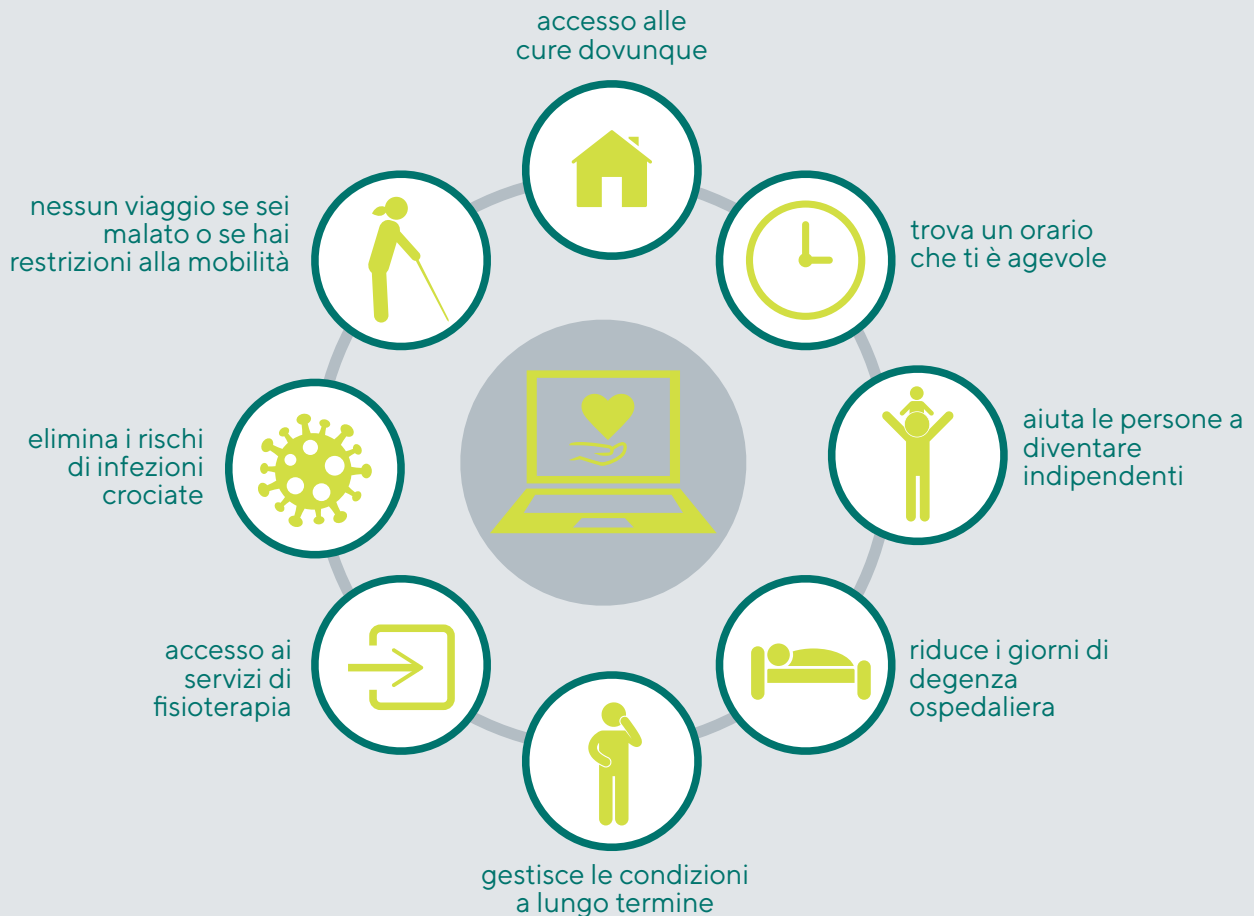 accesso alle
cure dovunque
trova un orario
che ti è agevole
aiuta le persone a
diventare
indipendenti
riduce i giorni di
degenza
ospedaliera
gestisce le condizioni
a lungo termine
accesso ai
servizi di
fisioterapia
elimina i rischi
di infezioni
crociate
nessun viaggio se sei
malato o se hai
restrizioni alla mobilità